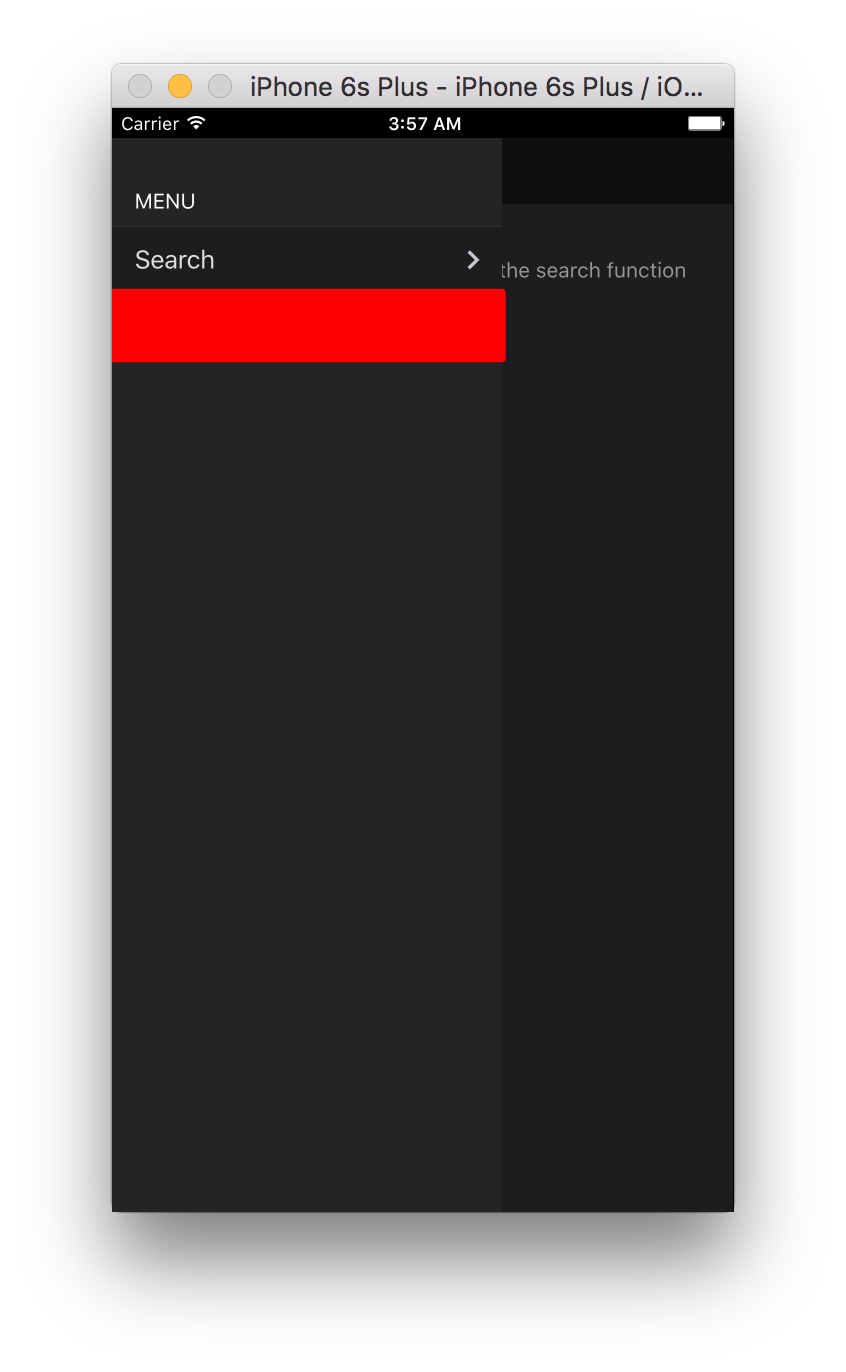 iPhone 6s Plus - iPhone 6s Plus / iO...
Carrier 3:57 AM
MENU
Search
the search function